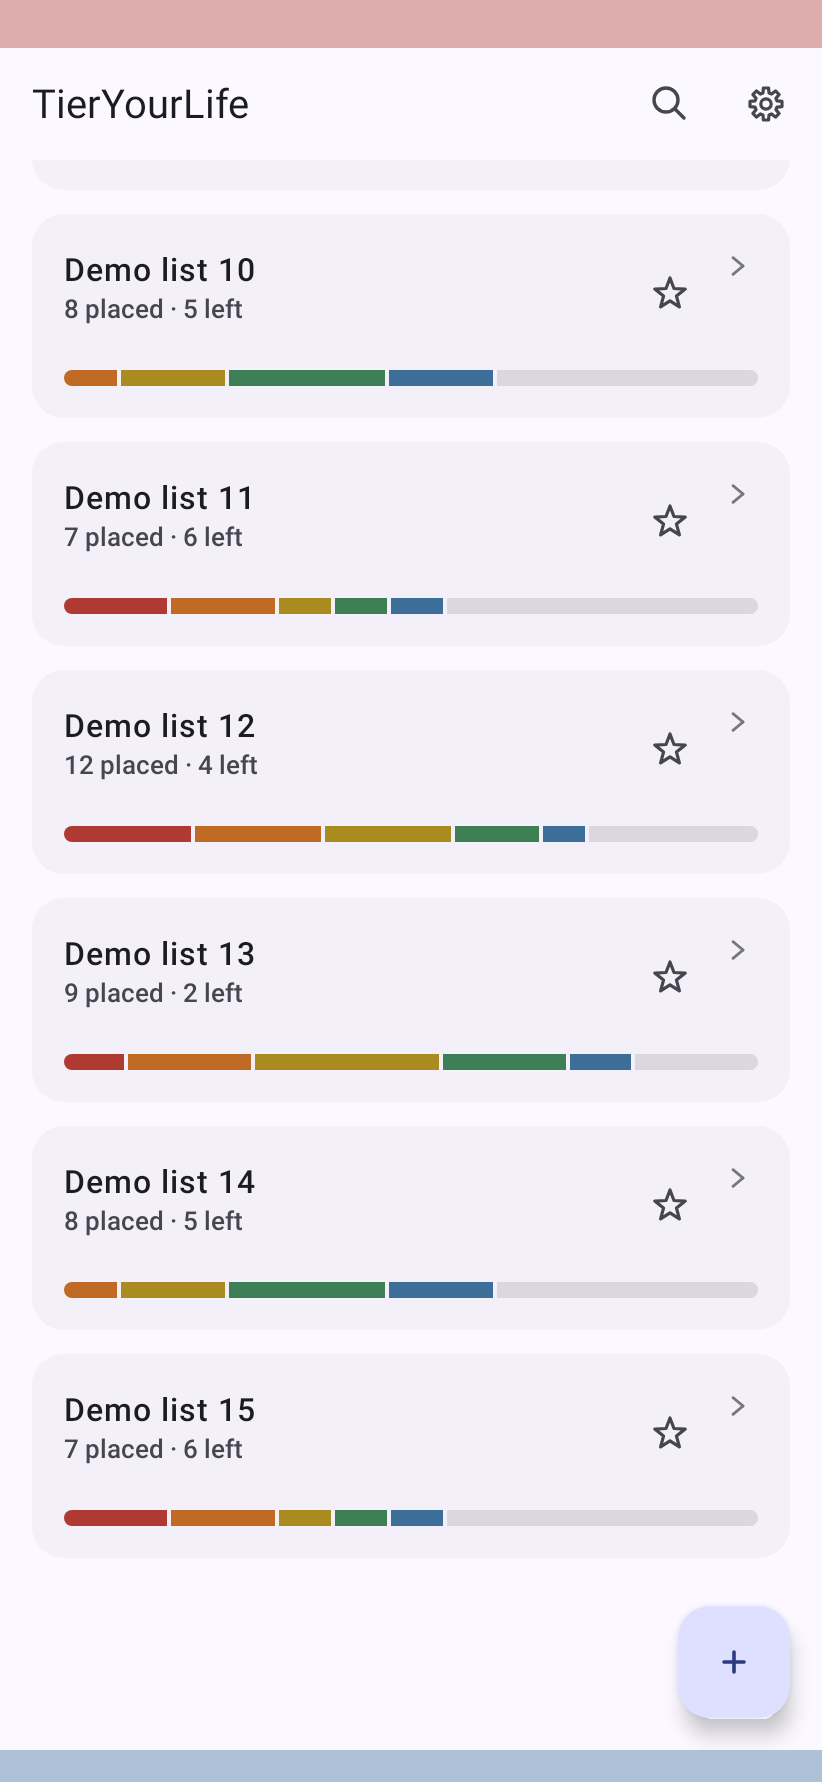 TierYourLife
Demo list 10
8 placed · 5 left
Demo list 11
7 placed · 6 left
Demo list 12
12 placed · 4 left
Demo list 13
9 placed · 2 left
Demo list 14
8 placed · 5 left
Demo list 15
7 placed · 6 left